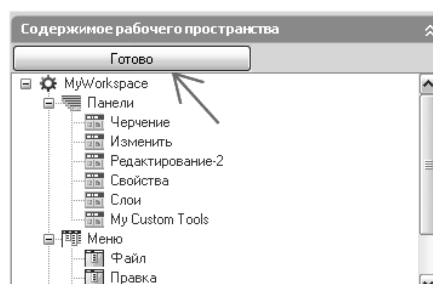 Содержимое рабочего пространства
Готово
MyWorkspace
Панели
Черчение
Изменить
Редактирование-2
Свойства
Слои
My Custom Tools
Меню
Файл
Правка